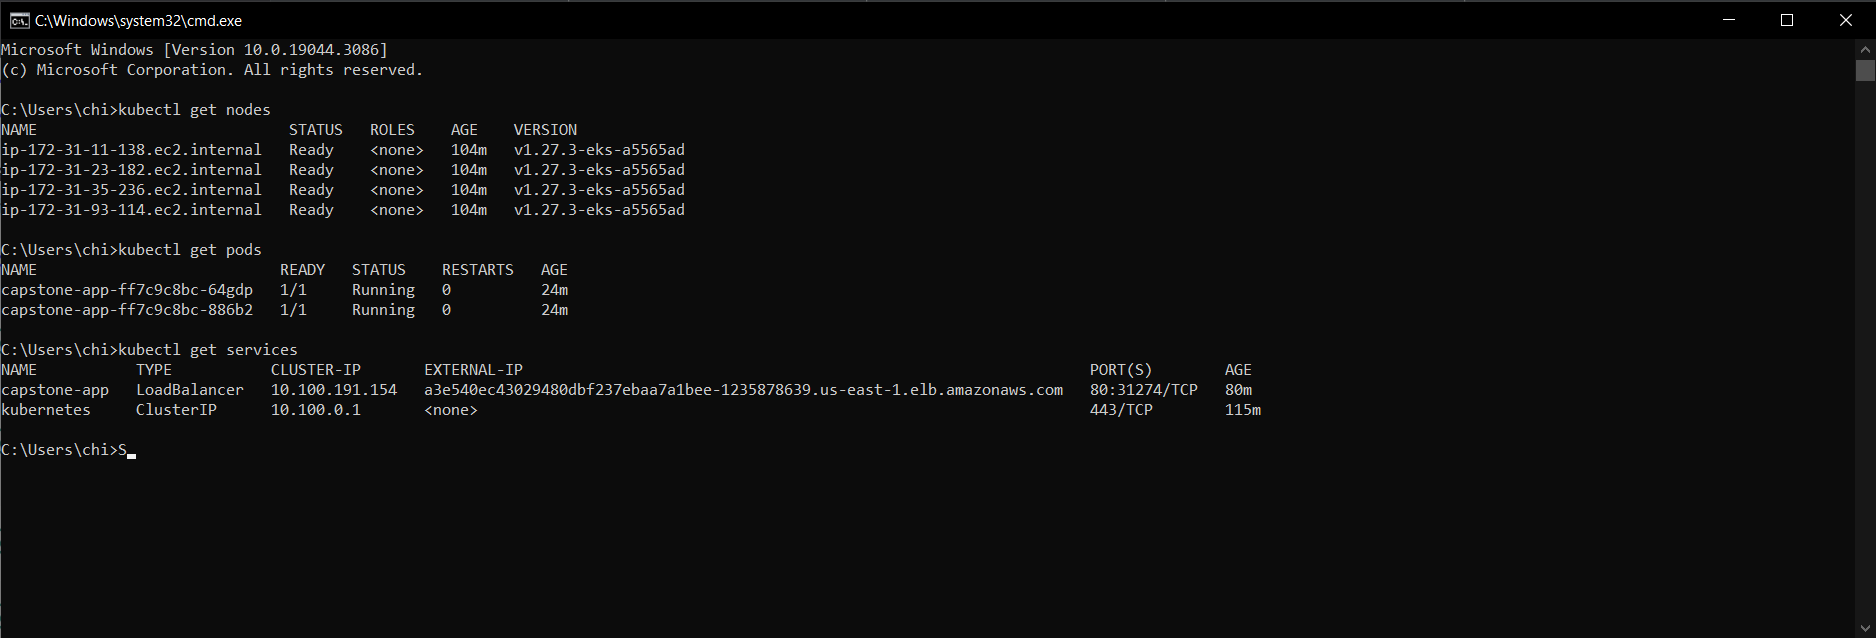 C:\Windows\system32\cmd.exe
Microsoft Windows [Version 10.0.19044.3086]
(c) Microsoft Corporation. All rights reserved.
C:\Users\chi>kubectl get nodes
NAME                            STATUS   ROLES    AGE    VERSION
ip-172-31-11-138.ec2.internal   Ready    <none>   104m   v1.27.3-eks-a5565ad
ip-172-31-23-182.ec2.internal   Ready    <none>   104m   v1.27.3-eks-a5565ad
ip-172-31-35-236.ec2.internal   Ready    <none>   104m   v1.27.3-eks-a5565ad
ip-172-31-93-114.ec2.internal   Ready    <none>   104m   v1.27.3-eks-a5565ad
C:\Users\chi>kubectl get pods
NAME                           READY   STATUS    RESTARTS   AGE
capstone-app-ff7c9c8bc-64gdp   1/1     Running   0          24m
capstone-app-ff7c9c8bc-886b2   1/1     Running   0          24m
C:\Users\chi>kubectl get services
NAME           TYPE           CLUSTER-IP       EXTERNAL-IP                                                               PORT(S)        AGE
capstone-app   LoadBalancer   10.100.191.154   a3e540ec43029480dbf237ebaa7a1bee-1235878639.us-east-1.elb.amazonaws.com   80:31274/TCP   80m
kubernetes     ClusterIP      10.100.0.1       <none>                                                                    443/TCP        115m
C:\Users\chi>S